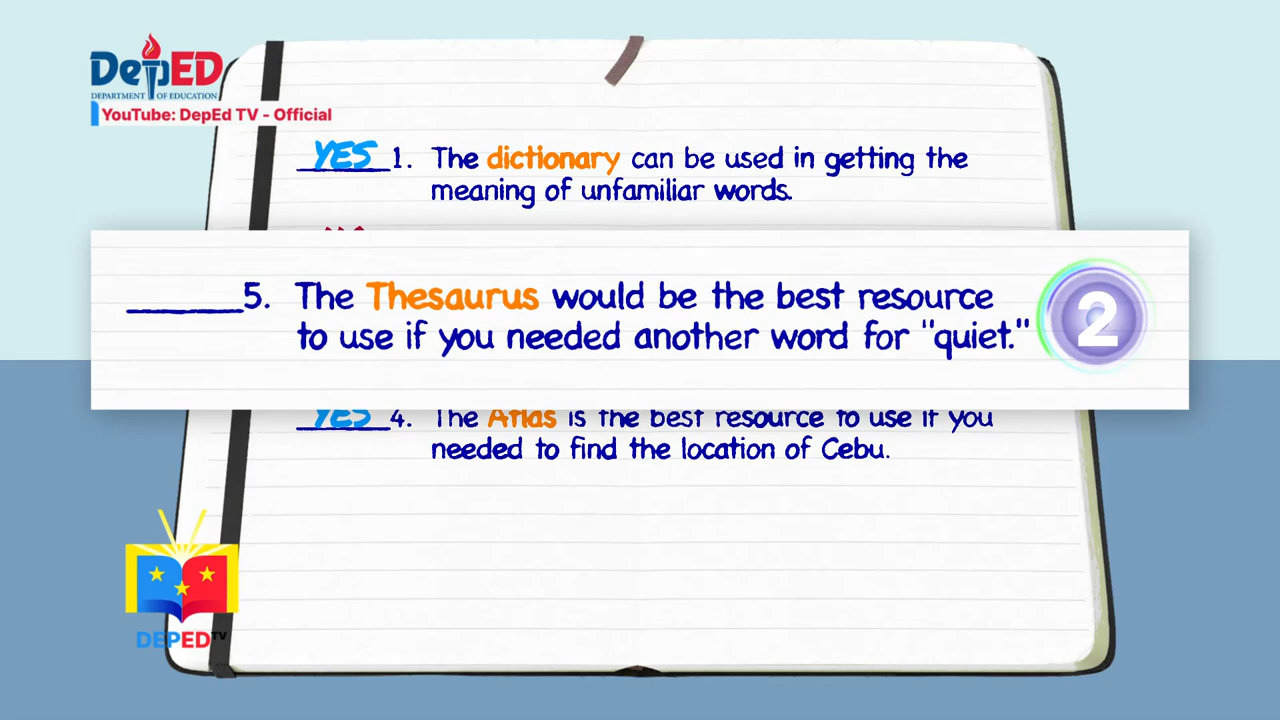 DepED
DEPARTMENT OF EDUCATION
YouTube: DepEd TV - Official
YES 1. The dictionary can be used in getting the
meaning of unfamiliar words.
______5. The Thesaurus would be the best resource
to use if you needed another word for "quiet."
2
YES 4. The Atlas is the best resource to use if you
needed to find the location of Cebu.
DEPED TV